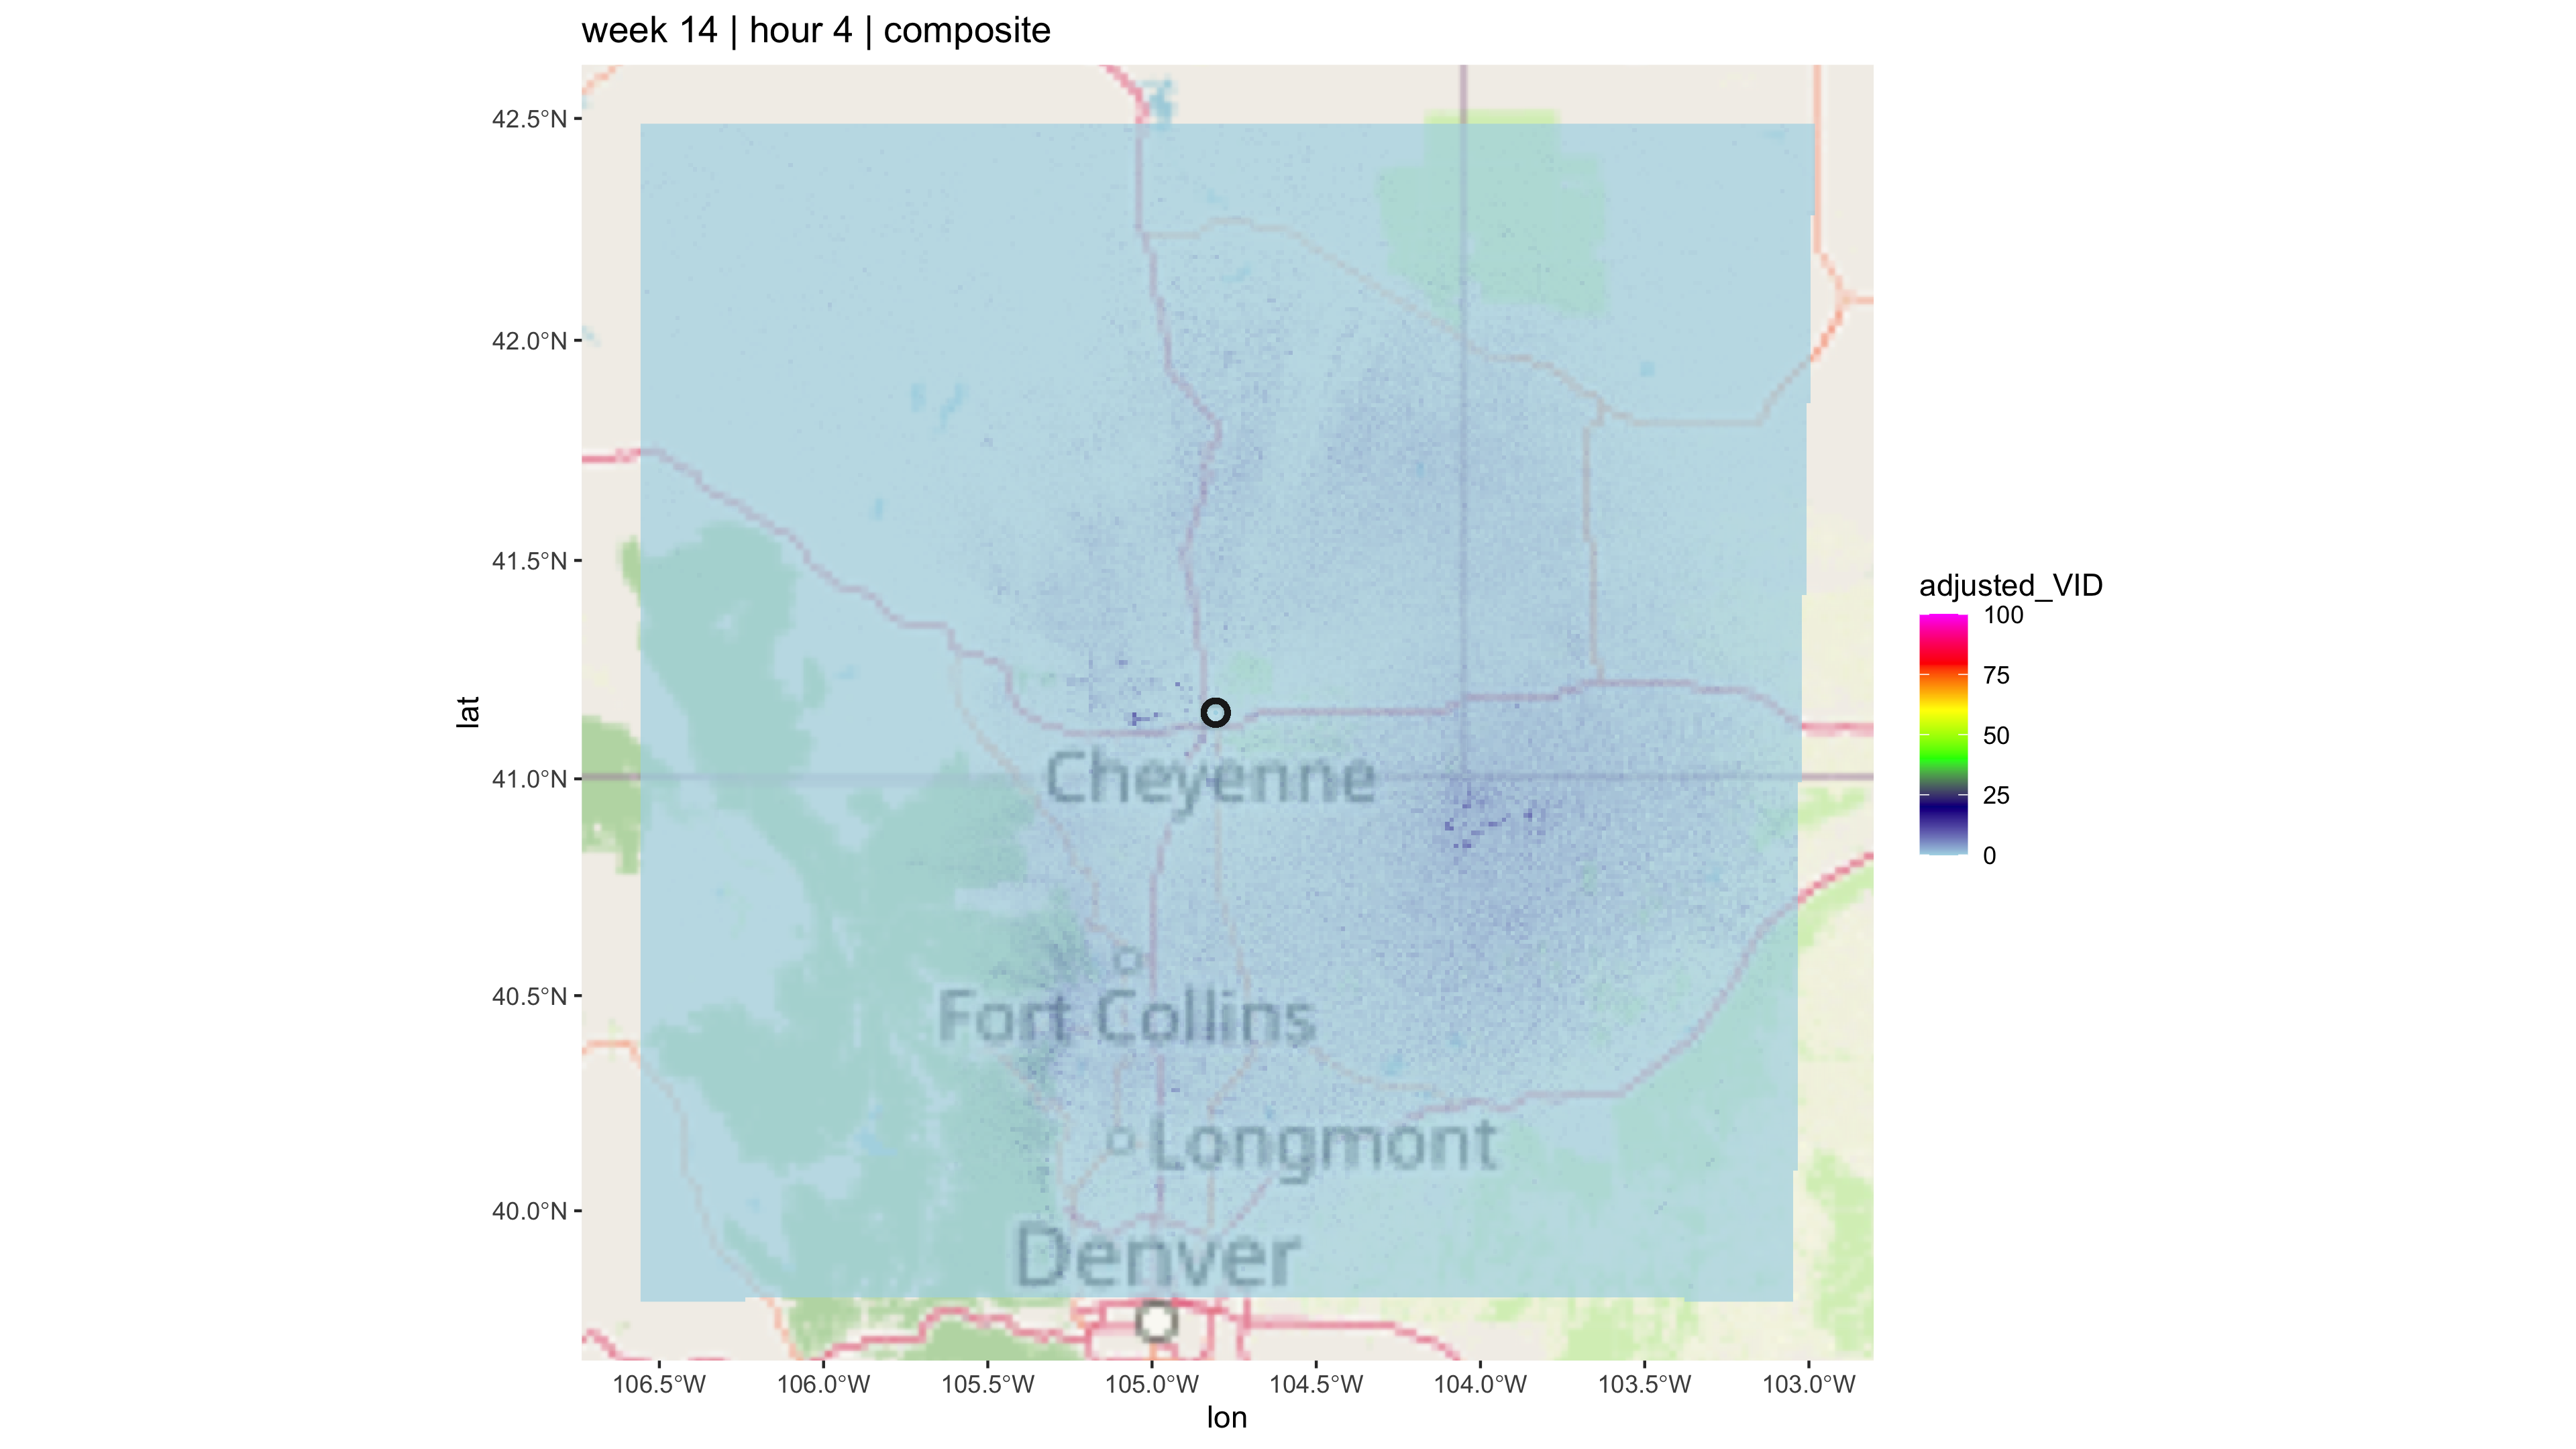 week 14 | hour 4 | composite
42.5°N
42.0°N
41.5°N
41.0°N
40.5°N
40.0°N
lat
Cheyenne
Fort Collins
Longmont
Denver
106.5°W 106.0°W 105.5°W 105.0°W 104.5°W 104.0°W 103.5°W 103.0°W
lon
adjusted_VID
100
75
50
25
0